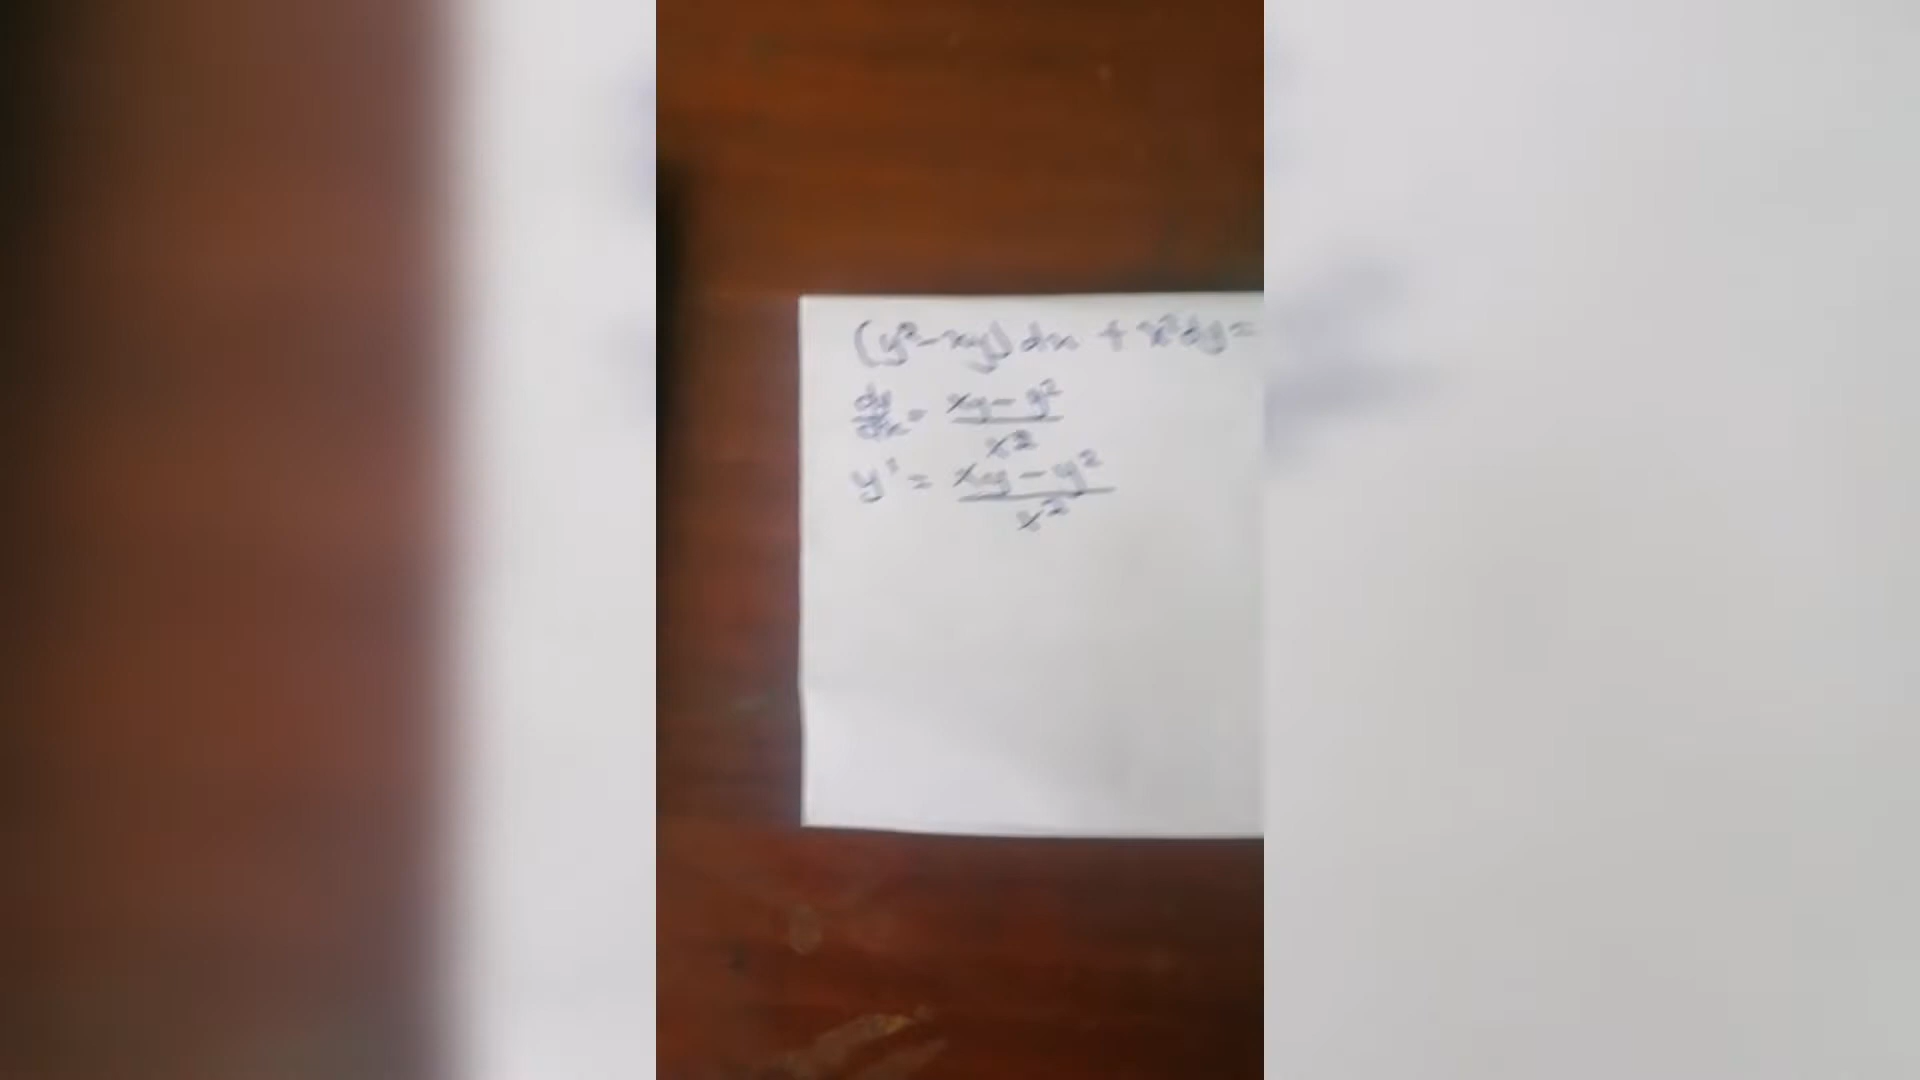 (y²-xy)dx + x²dy=
dy/dx = xy-y²/x²
y' = xy-y²/x²